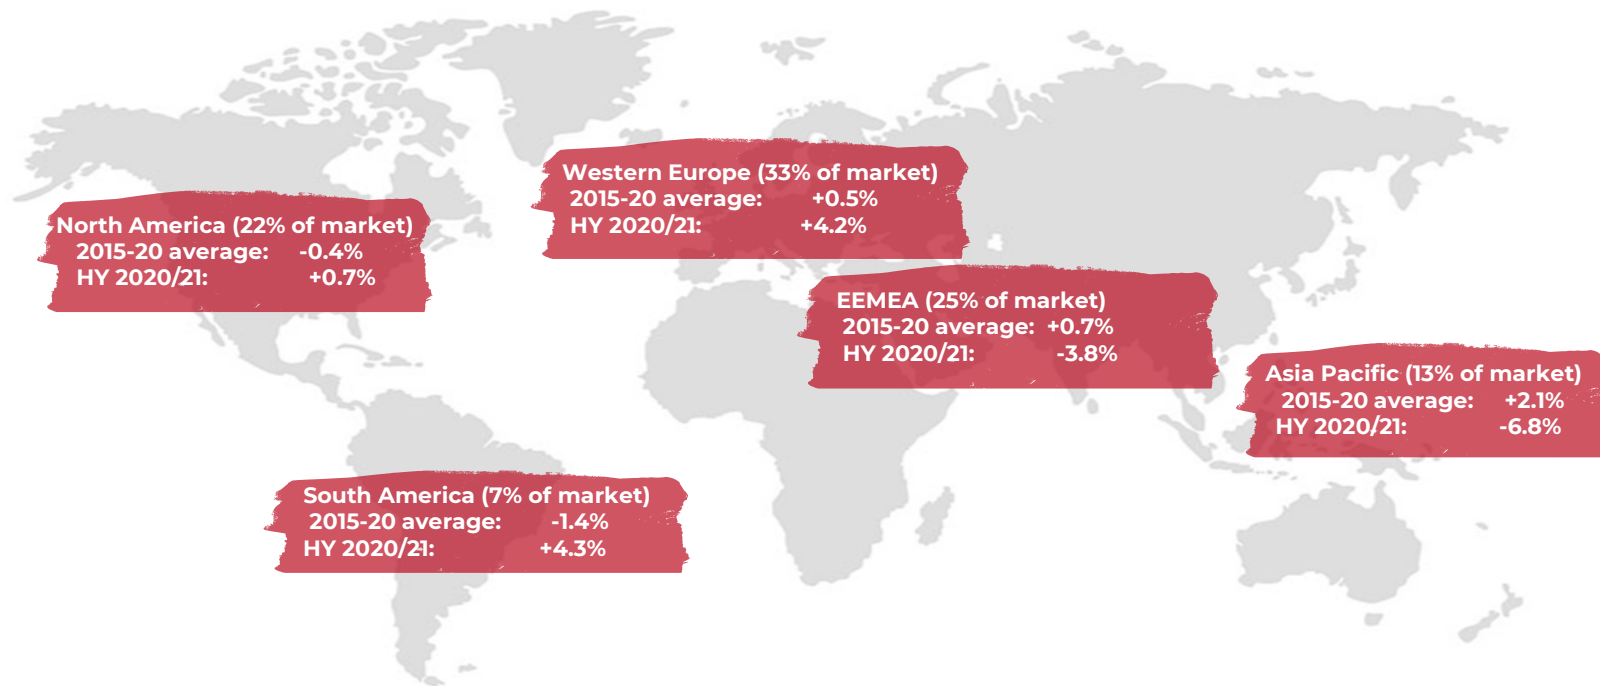 Western Europe (33% of market)
2015-20 average: +0.5%
HY 2020/21: +4.2%
North America (22% of market)
2015-20 average: -0.4%
HY 2020/21: +0.7%
EEMEA (25% of market)
2015-20 average: +0.7%
HY 2020/21: -3.8%
Asia Pacific (13% of market)
2015-20 average: +2.1%
HY 2020/21: -6.8%
South America (7% of market)
2015-20 average: -1.4%
HY 2020/21: +4.3%